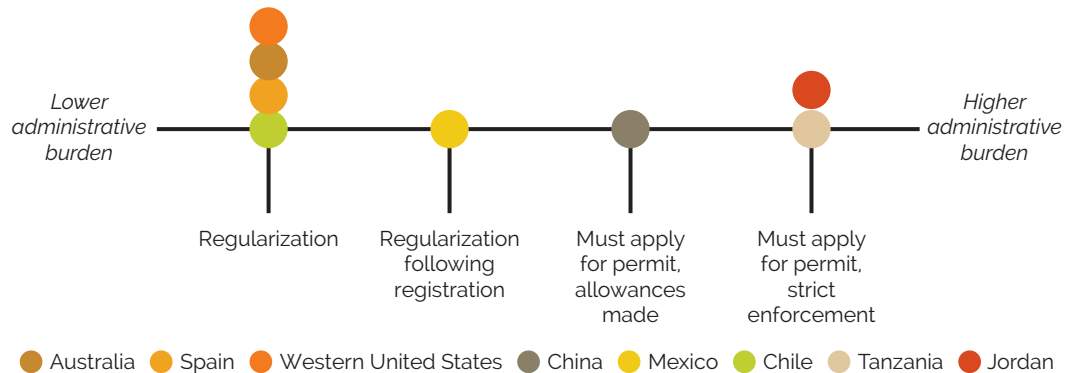 Lower
administrative
burden
Higher
administrative
burden
Regularization
Regularization
following
registration
Must apply
for permit,
allowances
made
Must apply
for permit,
strict
enforcement
Australia Spain Western United States China Mexico Chile Tanzania Jordan